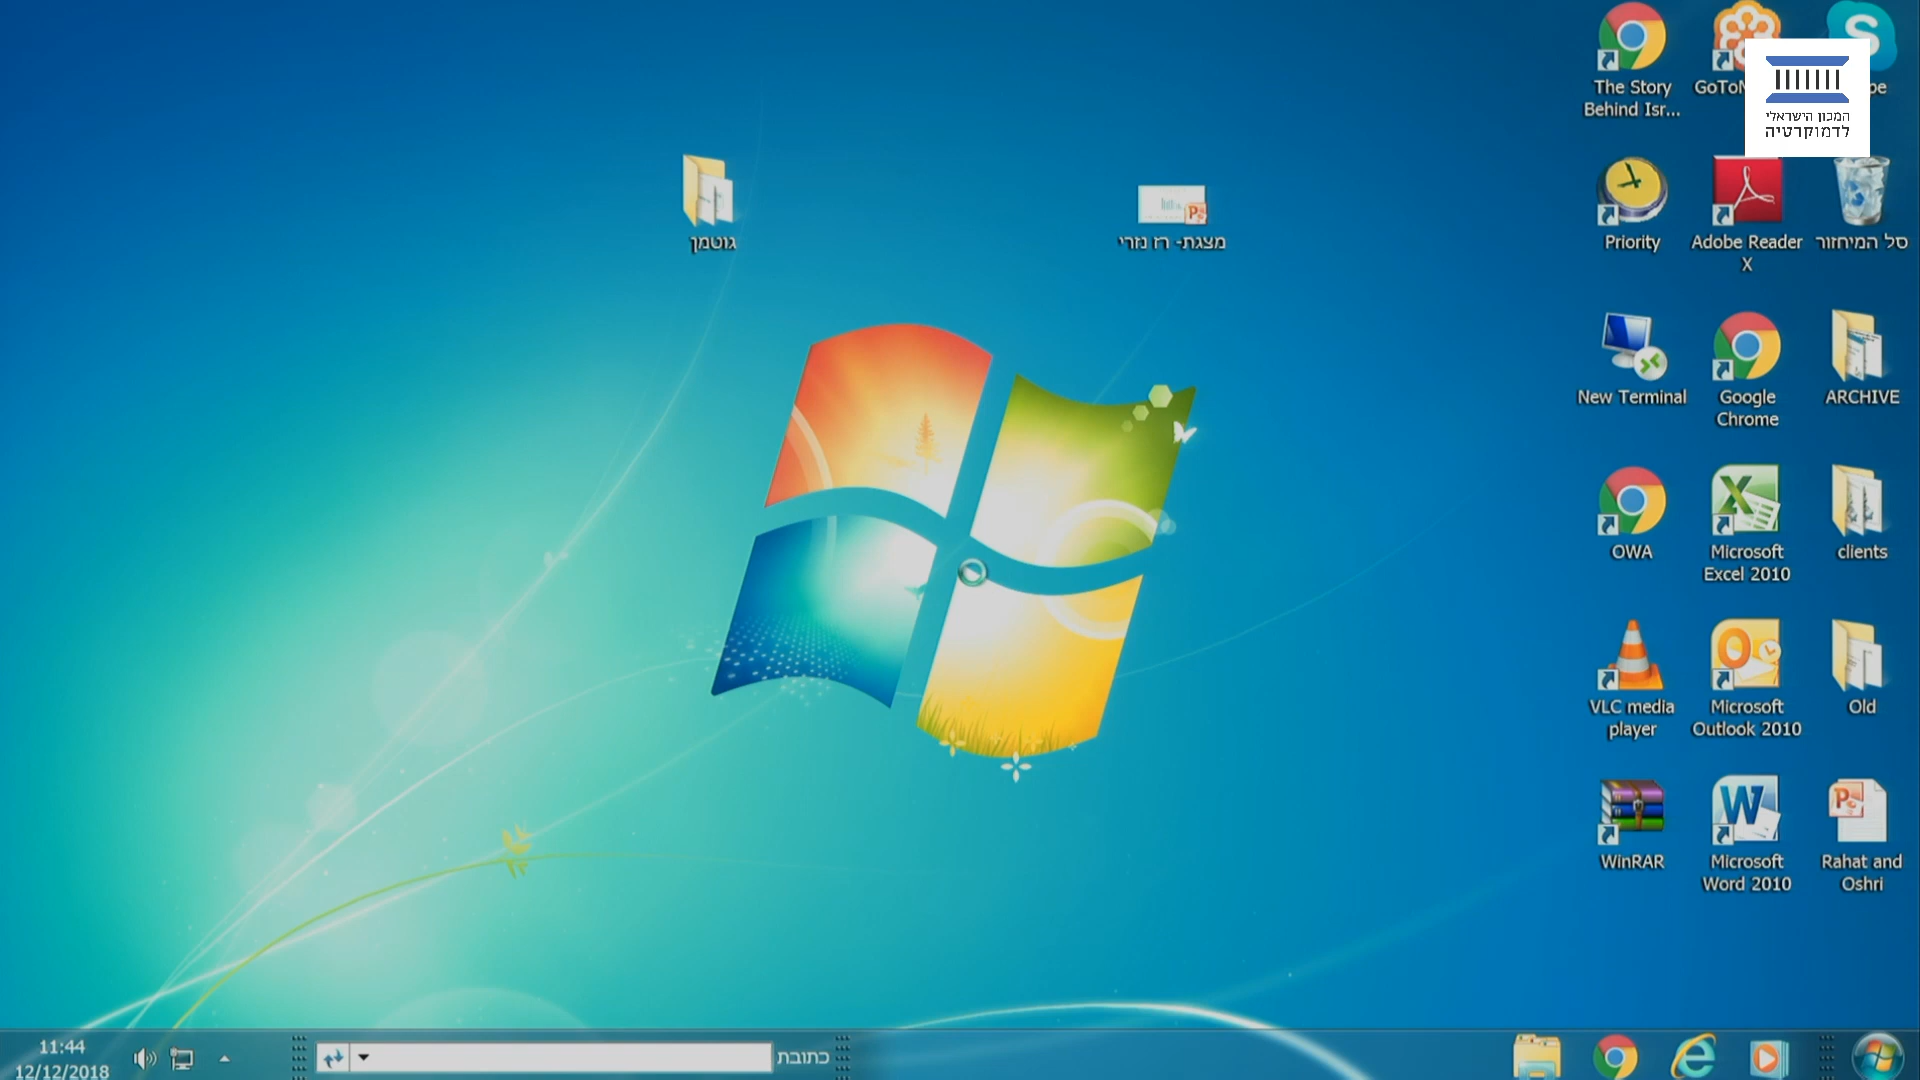 The Story
Behind Isr...
GoToM
pe
המכון הישראלי
לדמוקרטיה
גוטמן
מצגת- רז נזרי
Priority
Adobe Reader
X
סל המיחזור
New Terminal
Google
Chrome
ARCHIVE
OWA
Microsoft
Excel 2010
clients
VLC media
player
Microsoft
Outlook 2010
Old
WinRAR
Microsoft
Word 2010
Rahat and
Oshri
כתובת
11:44
12/12/2018